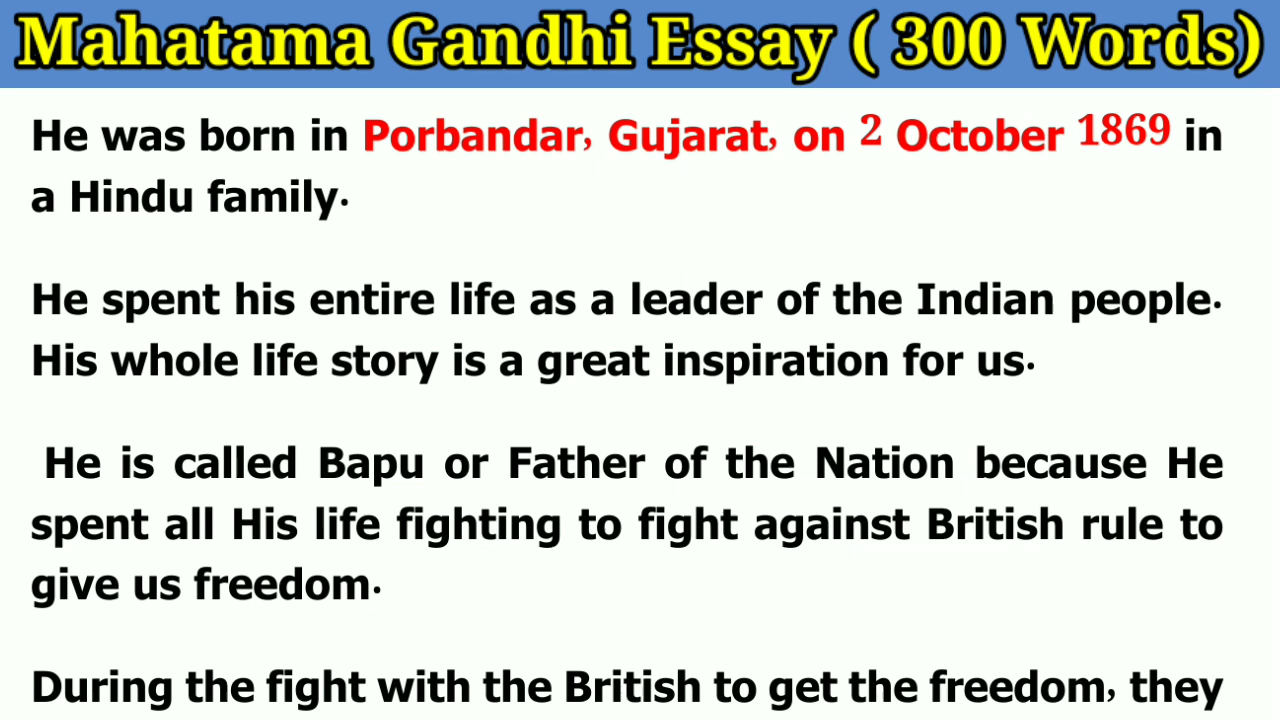 Mahatama Gandhi Essay ( 300 Words)
He was born in Porbandar, Gujarat, on 2 October 1869 in
a Hindu family.
He spent his entire life as a leader of the Indian people.
His whole life story is a great inspiration for us.
He is called Bapu or Father of the Nation because He
spent all His life fighting to fight against British rule to
give us freedom.
During the fight with the British to get the freedom, they